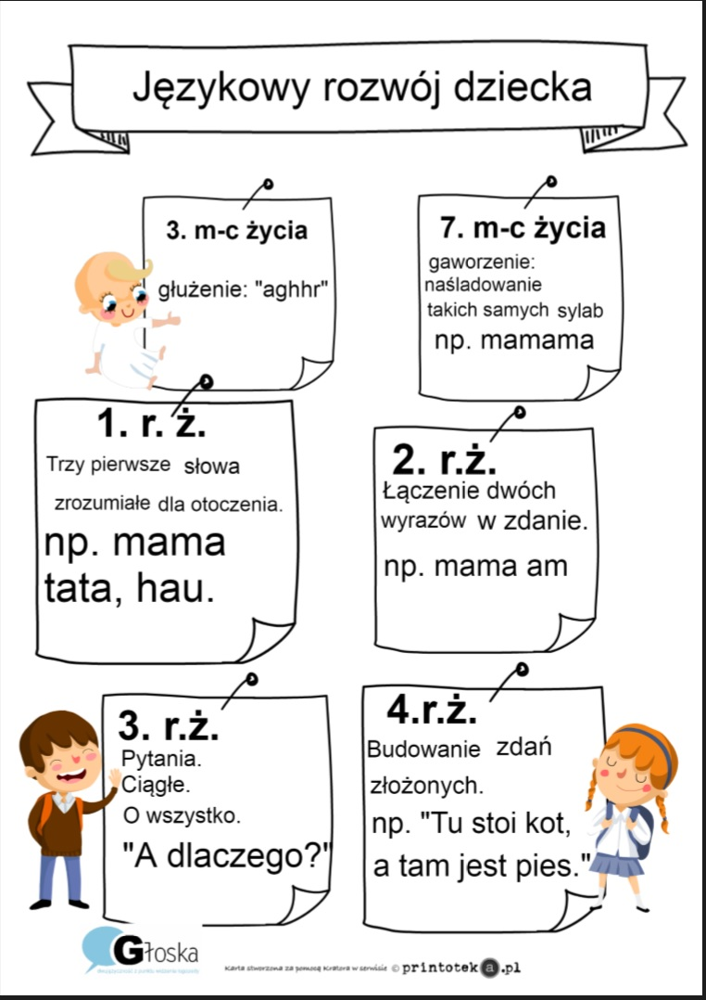 Językowy rozwój dziecka
3. m-c życia
głużenie: "aghhr"
7. m-c życia
gaworzenie:
naśladowanie
takich samych sylab
np. mamama
1. r. ż.
Trzy pierwsze słowa
zrozumiałe dla otoczenia.
np. mama
tata, hau.
2. r.ż.
Łączenie dwóch
wyrazów w zdanie.
np. mama am
3. r.ż.
Pytania.
Ciągłe.
O wszystko.
"A dlaczego?"
4.r.ż.
Budowanie zdań
złożonych.
np. "Tu stoi kot,
a tam jest pies."
Głoska
Karta stworzona za pomocą Kratora w serwisie © printoteka.pl